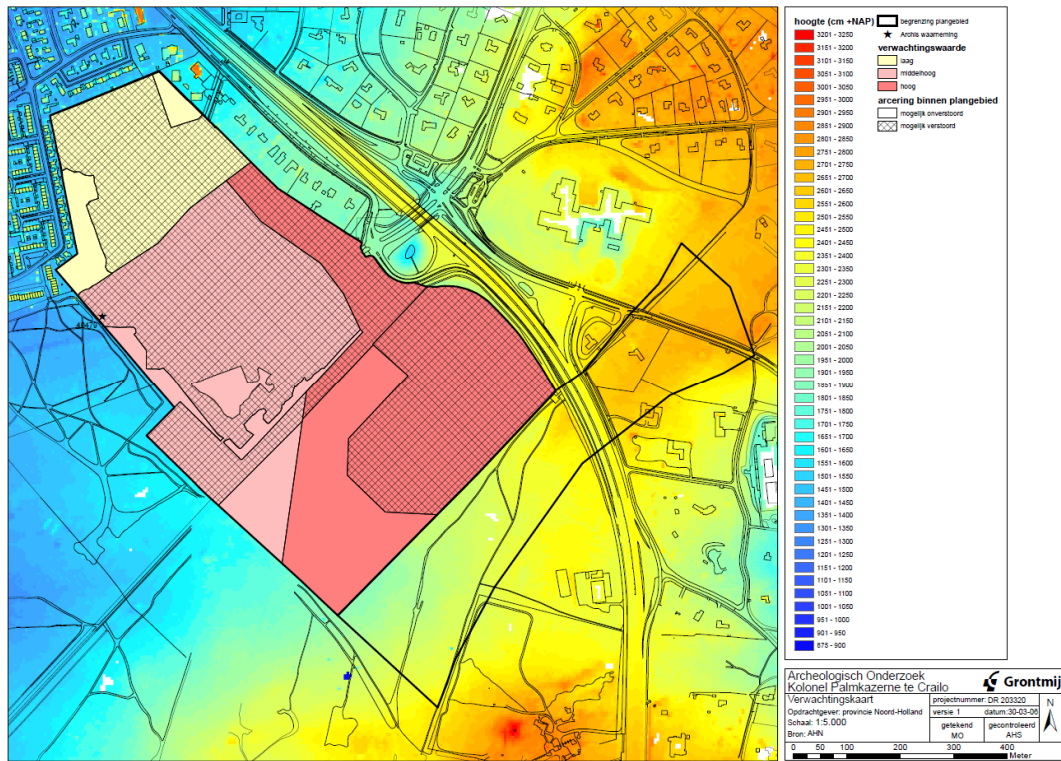 hoogte (cm +NAP)
3201 - 3250
3151 - 3200
3101 - 3150
3051 - 3100
3001 - 3050
2951 - 3000
2901 - 2950
2851 - 2900
2801 - 2850
2751 - 2800
2701 - 2750
2651 - 2700
2601 - 2650
2551 - 2600
2501 - 2550
2451 - 2500
2401 - 2450
2351 - 2400
2301 - 2350
2251 - 2300
2201 - 2250
2151 - 2200
2101 - 2150
2051 - 2100
2001 - 2050
1951 - 2000
1901 - 1950
1851 - 1900
1801 - 1850
1751 - 1800
1701 - 1750
1651 - 1700
1601 - 1650
1551 - 1600
1501 - 1550
1451 - 1500
1401 - 1450
1351 - 1400
1301 - 1350
1251 - 1300
1201 - 1250
1151 - 1200
1101 - 1150
1051 - 1100
1001 - 1050
951 - 1000
901 - 950
875 - 900
begrenzing plangebied
Archis waarneming
verwachtingswaarde
laag
middelhoog
hoog
arcering binnen plangebied
mogelijk onverstoord
mogelijk verstoord
Archeologisch Onderzoek
Kolonel Palmkazerne te Crailo
Grontmij
Verwachtingskaart
Opdrachtgever: provincie Noord-Holland
Schaal: 1:5.000
Bron: AHN
projectnummer: DR 203320
versie 1 datum:30-03-06
getekend gecontroleerd
MO AHS
N
0 50 100 200 300 400
Meter